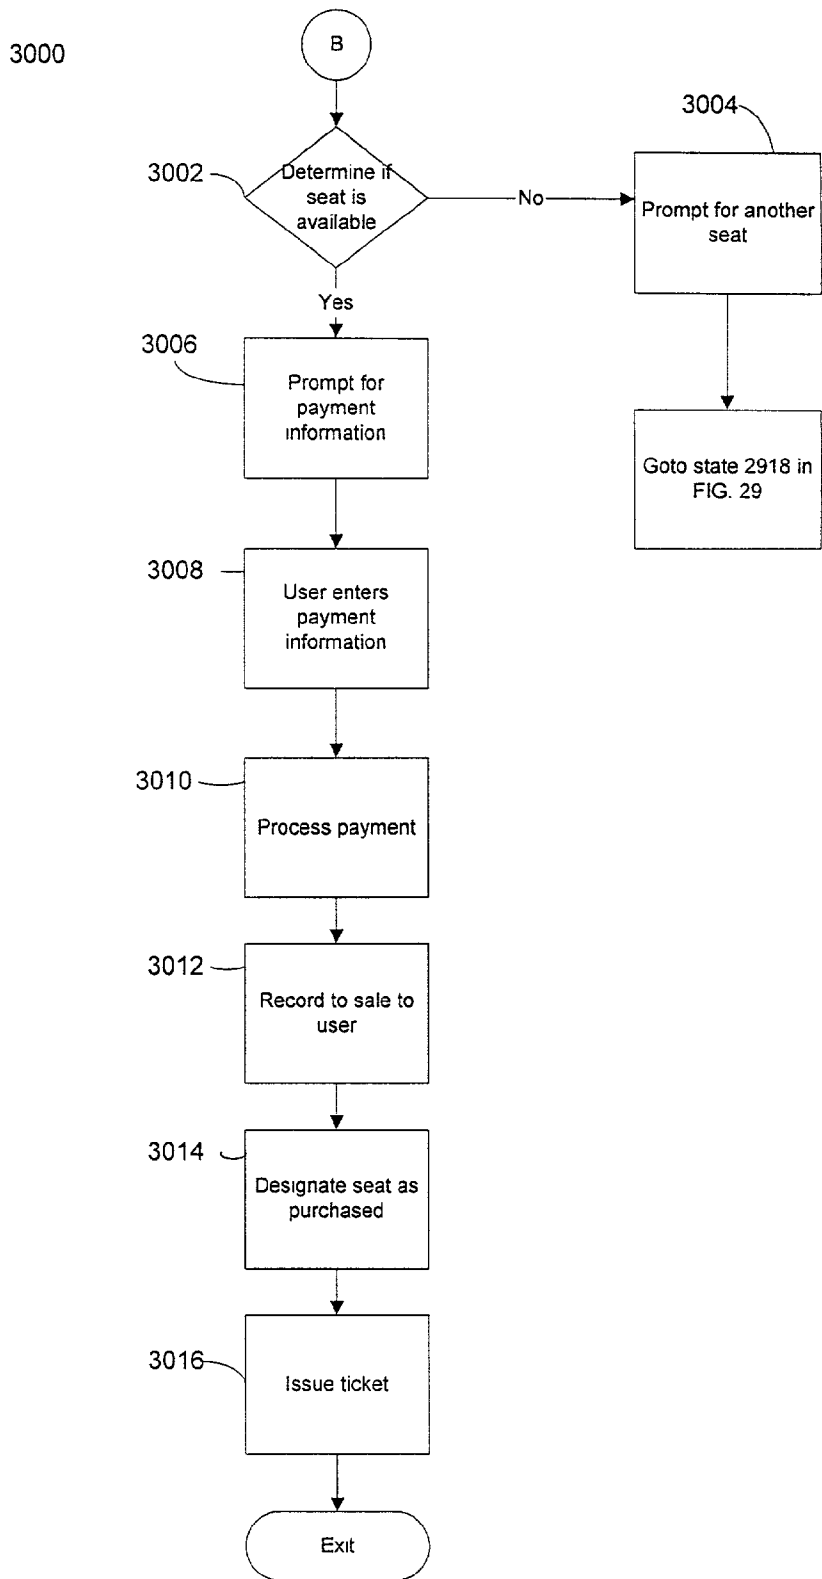 3000
B
3004
3002
Determine if
seat is
available
No
Prompt for another
seat
Yes
3006
Prompt for
payment
information
Goto state 2918 in
FIG. 29
3008
User enters
payment
information
3010
Process payment
3012
Record to sale to
user
3014
Designate seat as
purchased
3016
Issue ticket
Exit